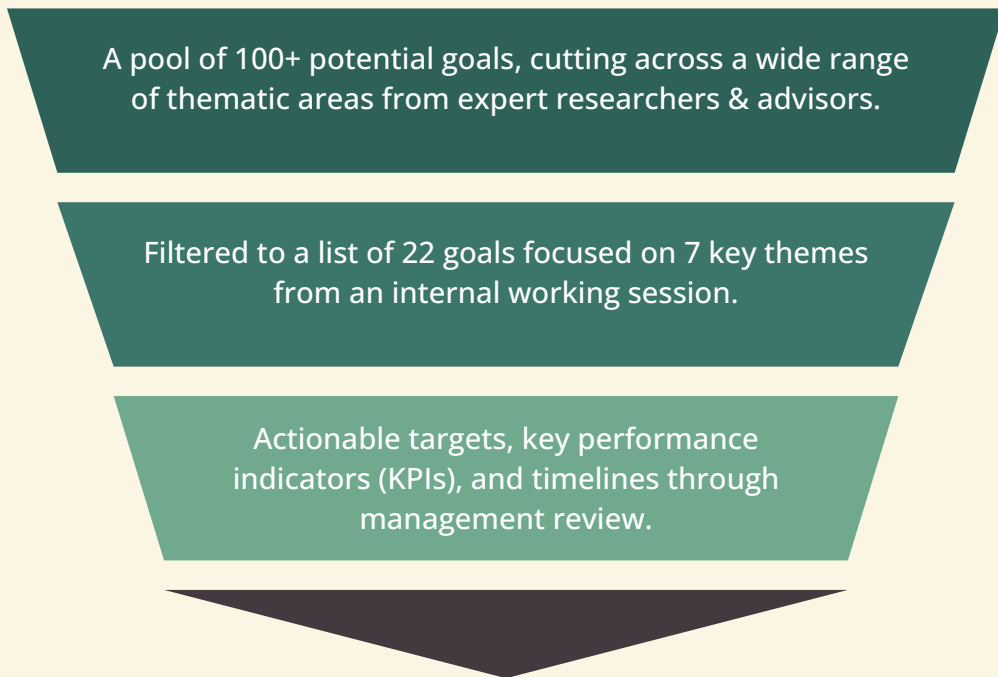 A pool of 100+ potential goals, cutting across a wide range
of thematic areas from expert researchers & advisors.
Filtered to a list of 22 goals focused on 7 key themes
from an internal working session.
Actionable targets, key performance
indicators (KPIs), and timelines through
management review.